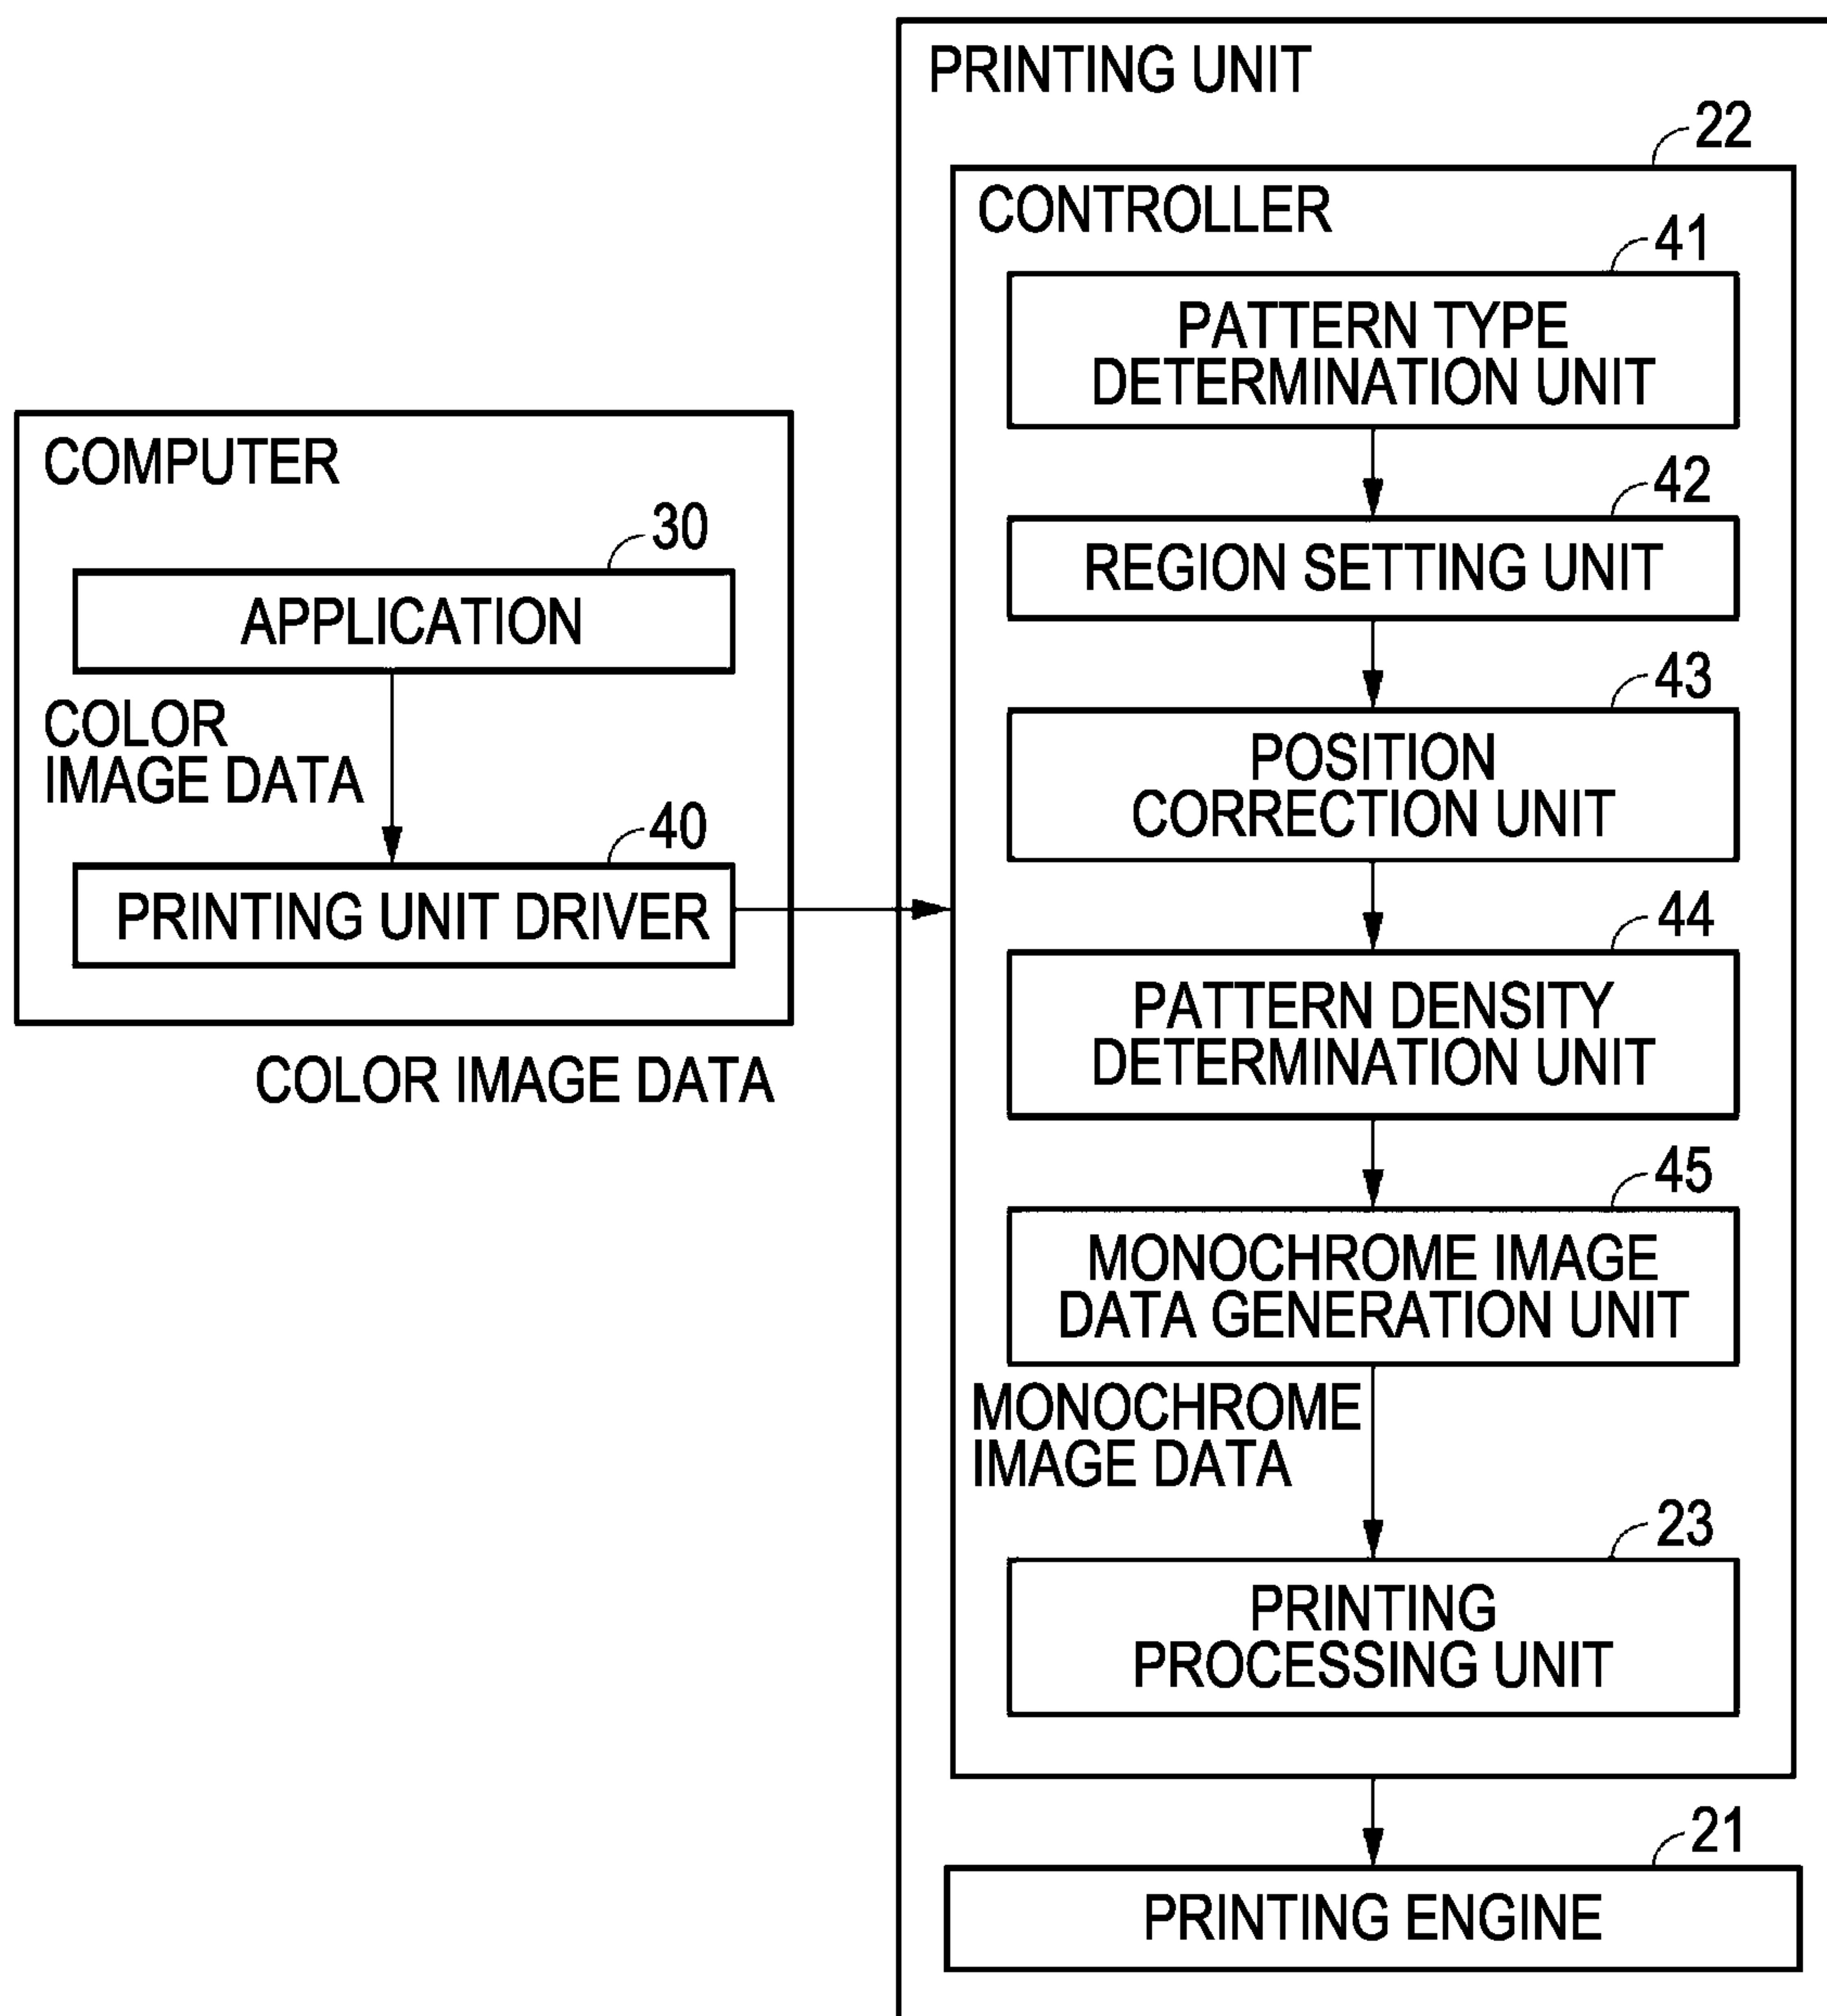 PRINTING UNIT
22
CONTROLLER
41
PATTERN TYPE
DETERMINATION UNIT
42
REGION SETTING UNIT
43
POSITION
CORRECTION UNIT
44
PATTERN DENSITY
DETERMINATION UNIT
45
MONOCHROME IMAGE
DATA GENERATION UNIT
MONOCHROME
IMAGE DATA
23
PRINTING
PROCESSING UNIT
21
PRINTING ENGINE
COMPUTER
30
APPLICATION
COLOR
IMAGE DATA
40
PRINTING UNIT DRIVER
COLOR IMAGE DATA